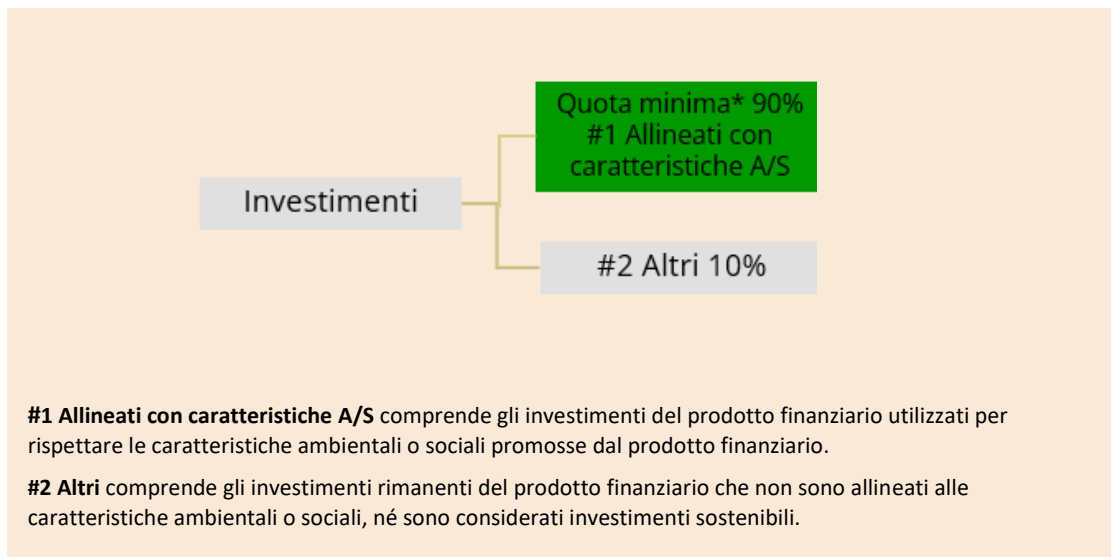 Quota minima* 90%
#1 Allineati con
caratteristiche A/S
Investimenti
#2 Altri 10%
#1 Allineati con caratteristiche A/S comprende gli investimenti del prodotto finanziario utilizzati per
rispettare le caratteristiche ambientali o sociali promosse dal prodotto finanziario.
#2 Altri comprende gli investimenti rimanenti del prodotto finanziario che non sono allineati alle
caratteristiche ambientali o sociali, né sono considerati investimenti sostenibili.